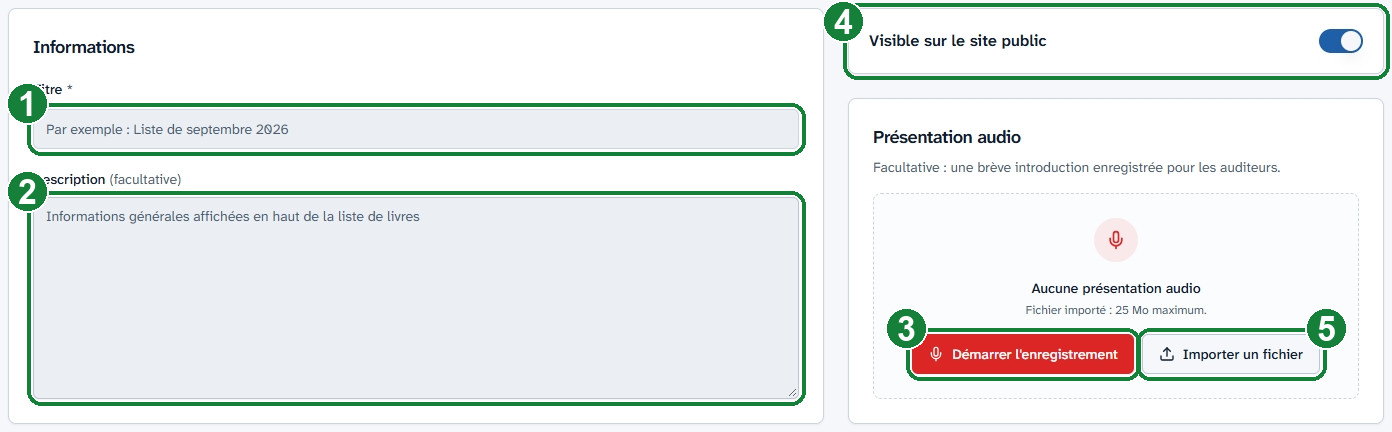 Informations
1
itre *
Par exemple : Liste de septembre 2026
2
escription (facultative)
Informations générales affichées en haut de la liste de livres
4
Visible sur le site public
Présentation audio
Facultative : une brève introduction enregistrée pour les auditeurs.
Aucune présentation audio
Fichier importé : 25 Mo maximum.
3
Démarrer l'enregistrement
5
Importer un fichier